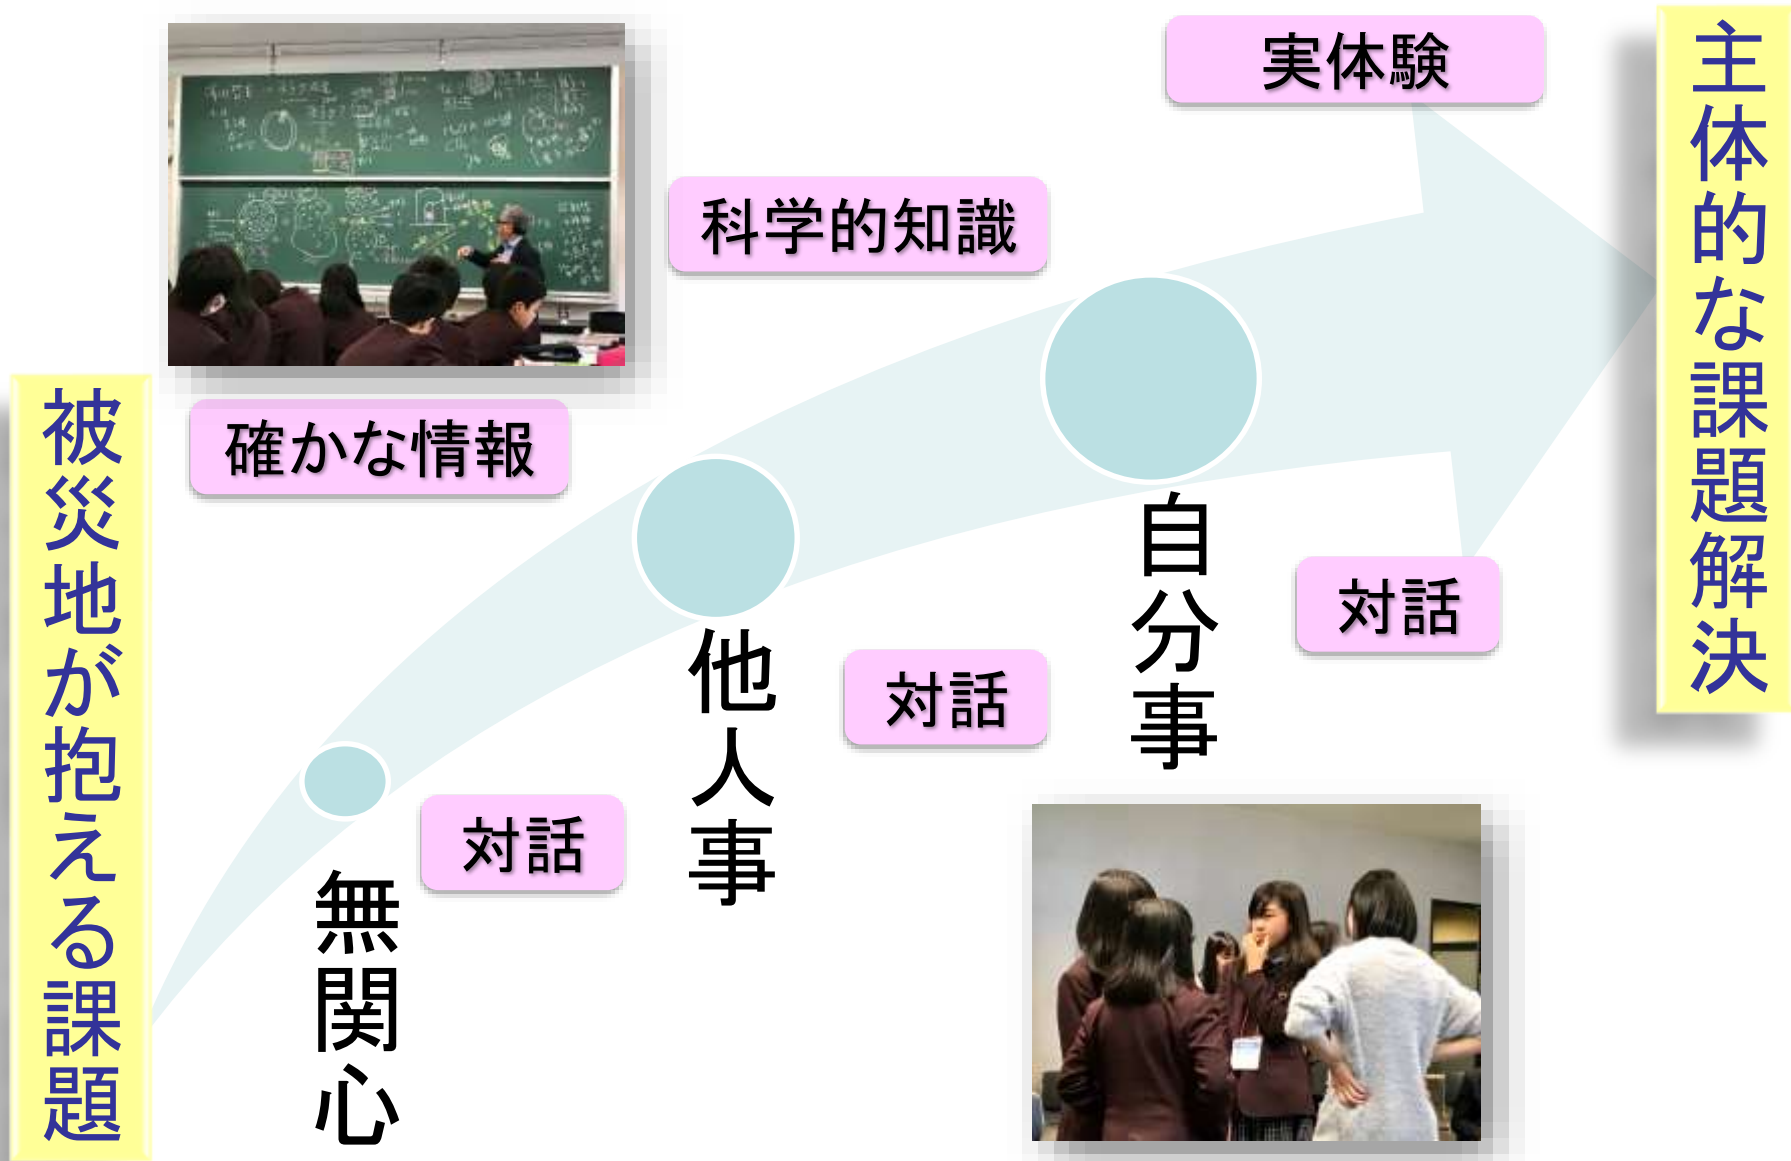 被災地が抱える課題
確かな情報
科学的知識
実体験
無関心
対話
他人事
対話
自分事
対話
主体的な課題解決